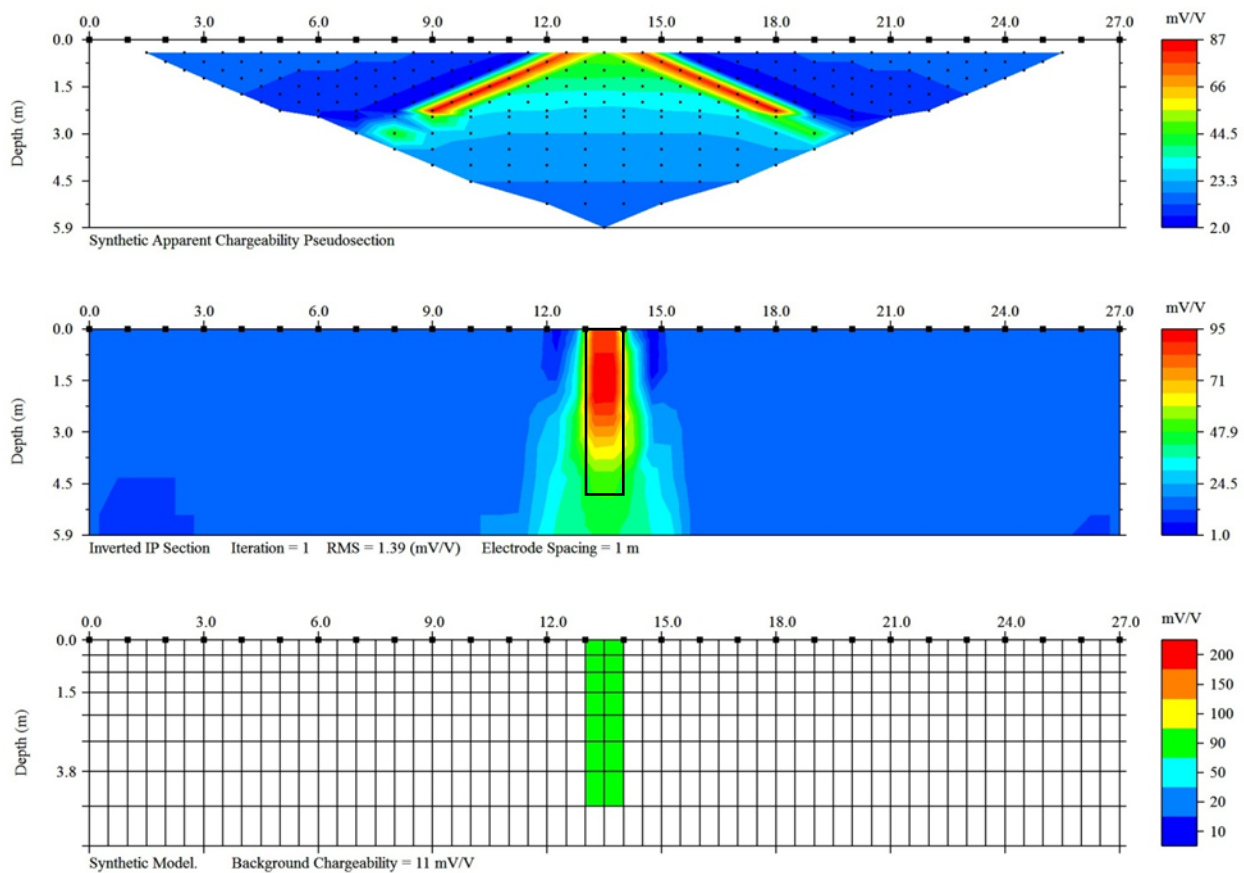 0.0 3.0 6.0 9.0 12.0 15.0 18.0 21.0 24.0 27.0 mV/V
0.0 87
1.5 66
Depth (m)
3.0 44.5
4.5 23.3
5.9 2.0
Synthetic Apparent Chargeability Pseudosection
0.0 3.0 6.0 9.0 12.0 15.0 18.0 21.0 24.0 27.0 mV/V
0.0 95
1.5 71
Depth (m)
3.0 47.9
4.5 24.5
5.9 1.0
Inverted IP Section Iteration = 1 RMS = 1.39 (mV/V) Electrode Spacing = 1 m
0.0 3.0 6.0 9.0 12.0 15.0 18.0 21.0 24.0 27.0 mV/V
0.0 200
150
1.5 100
Depth (m)
90
3.8 50
20
10
Synthetic Model. Background Chargeability = 11 mV/V